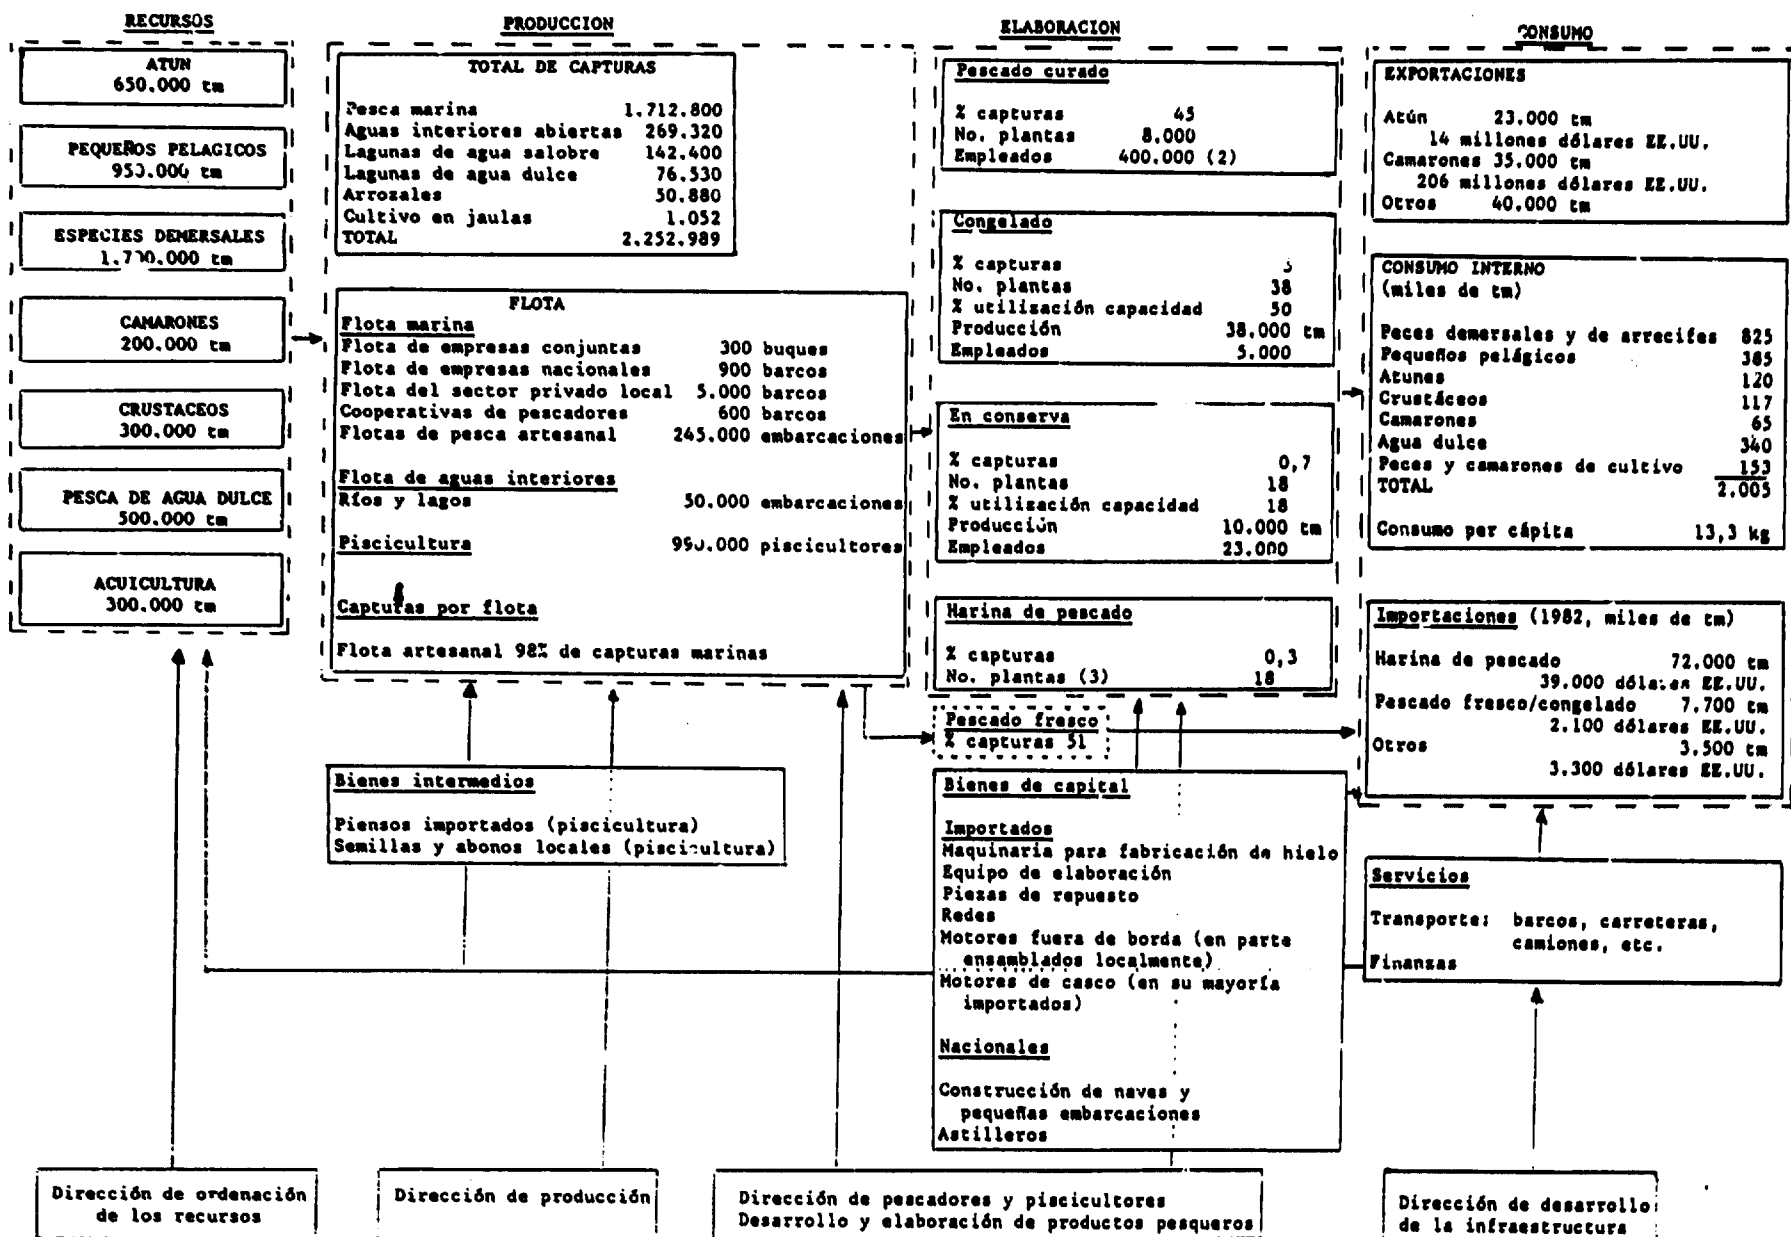 RECURSOS
ATUN
650.000 tm
PEQUEÑOS PELAGICOS
950.000 tm
ESPECIES DEMERSALES
tm
CAMARONES
200.000 tm
CRUSTACEOS
300.000 tm
PESCA DE AGUA DULCE
500.000 tm
ACUICULTURA
300.000 tm
PRODUCCION
TOTAL DE CAPTURAS
Pesca marina 1.712.800
Aguas interiores abiertas 269.320
Lagunas de agua salobre 142.400
Lagunas de agua dulce 76.530
Arrozales 50.880
Cultivo en jaulas 1.052
TOTAL 2.252.989
FLOTA
Flota marina
Flota de empresas conjuntas 300 buques
Flota de empresas nacionales 900 barcos
Flota del sector privado local 5.000 barcos
Cooperativas de pescadores 600 barcos
Flotas de pesca artesanal 245.000 embarcaciones
Flota de aguas interiores
Ríos y lagos 50.000 embarcaciones
Piscicultura piscicultores
Capturas por flota
Flota artesanal 98% de capturas marinas
Bienes intermedios
Piensos importados (piscicultura)
Semillas y abonos locales (piscicultura)
ELABORACION
Pescado curado
% capturas 45
No. plantas 8.000
Empleados 400.000 (2)
Congelado
% capturas
No. plantas 38
% utilización capacidad 50
Producción 38.000 tm
Empleados 5.000
En conserva
% capturas 0,7
No. plantas 18
% utilización capacidad 18
Producción 10.000 tm
Empleados 23.000
Harina de pescado
% capturas 0,3
No. plantas (3) 18
Pescado fresco
% capturas 51
Bienes de capital
Importados
Maquinaria para fabricación de hielo
Equipo de elaboración
Piezas de repuesto
Redes
Motores fuera de borda (en parte
ensamblados localmente)
Motores de casco (en su mayoría
importados)
Nacionales
Construcción de naves y
pequeñas embarcaciones
Astilleros
CONSUMO
EXPORTACIONES
Atún 23.000 tm
14 millones dólares EE.UU.
Camarones 35.000 tm
206 millones dólares EE.UU.
Otros 40.000 tm
CONSUMO INTERNO
(miles de tm)
Peces demersales y de arrecifes 825
Pequeños pelágicos 385
Atunes 120
Crustáceos 117
Camarones 65
Agua dulce 340
Peces y camarones de cultivo 153
TOTAL 2.005
Consumo per cápita 13,3 kg
Importaciones (1982, miles de tm)
Harina de pescado 72.000 tm
39.000 dólares EE.UU.
Pescado fresco/congelado 7.700 tm
2.100 dólares EE.UU.
Otros 3.500 tm
3.300 dólares EE.UU.
Servicios
Transporte: barcos, carreteras,
camiones, etc.
Finanzas
Dirección de ordenación
de los recursos
Dirección de producción
Dirección de pescadores y piscicultores
Desarrollo y elaboración de productos pesqueros
Dirección de desarrollo
de la infraestructura